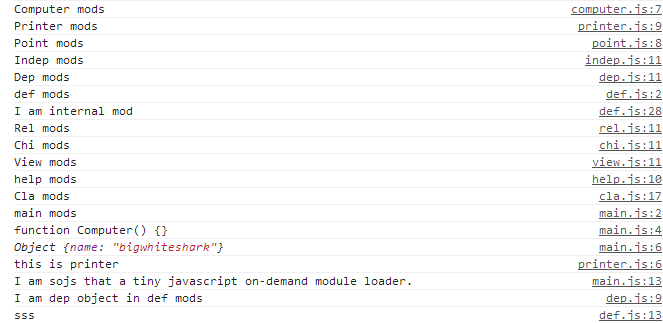 Computer mods computer.js:7
Printer mods printer.js:9
Point mods point.js:8
Indep mods indep.js:11
Dep mods dep.js:11
def mods def.js:2
I am internal mod def.js:28
Rel mods rel.js:11
Chi mods chi.js:11
View mods view.js:11
help mods help.js:10
Cla mods cla.js:17
main mods main.js:2
function Computer() {} main.js:4
Object {name: "bigwhiteshark"} main.js:6
this is printer printer.js:6
I am sojs that a tiny javascript on-demand module loader. main.js:13
I am dep object in def mods dep.js:9
sss def.js:13